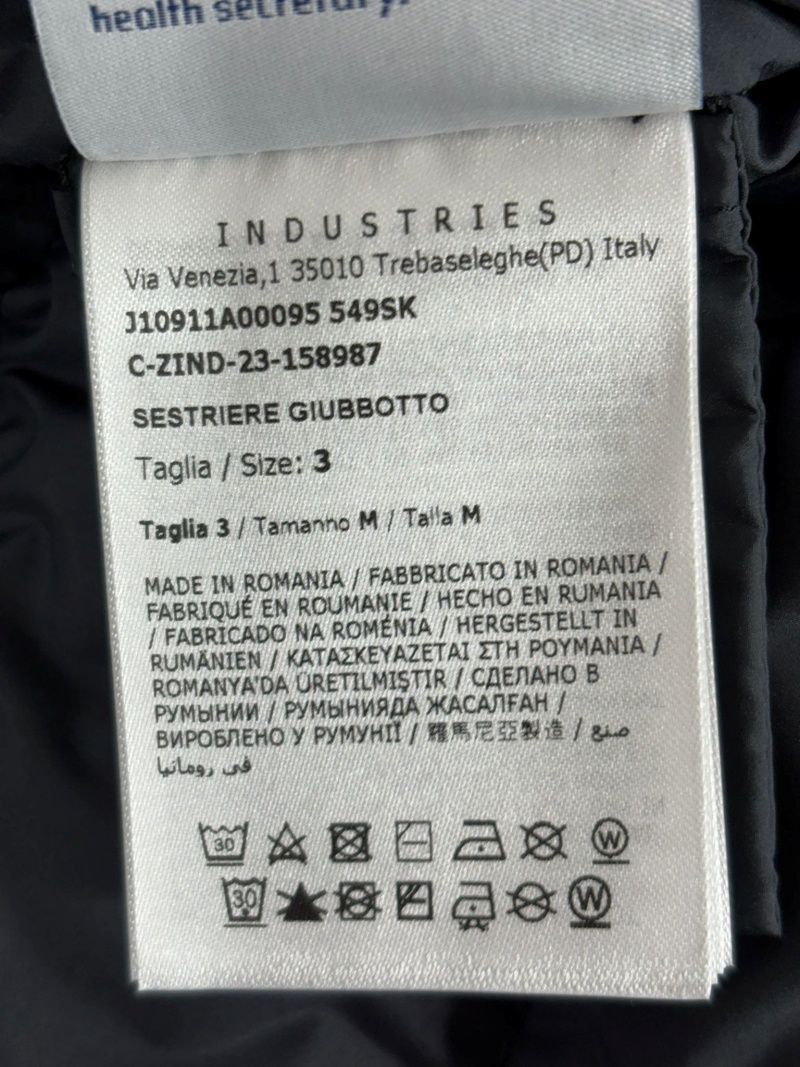 health secretary.
INDUSTRIES
Via Venezia,1 35010 Trebaseleghe(PD) Italy
J10911A00095 549SK
C-ZIND-23-158987
SESTRIERE GIUBBOTTO
Taglia / Size: 3
Taglia 3 / Tamanno M / Talla M
MADE IN ROMANIA / FABBRICATO IN ROMANIA /
FABRIQUÉ EN ROUMANIE / HECHO EN RUMANIA
/ FABRICADO NA ROMÉNIA / HERGESTELLT IN
RUMÄNIEN / ΚΑΤΑΣΚΕΥΑΖΕΤΑΙ ΣΤΗ ΡΟΥΜΑΝΙΑ /
ROMANYA'DA ÜRETILMIŞTIR / СДЕЛАНО В
РУМЫНИИ / РУМЫНИЯДА ЖАСАЛҒАН /
ВИРОБЛЕНО У РУМУНІЇ / 羅馬尼亞製造 / صنع
في رومانيا
30 W
30 W